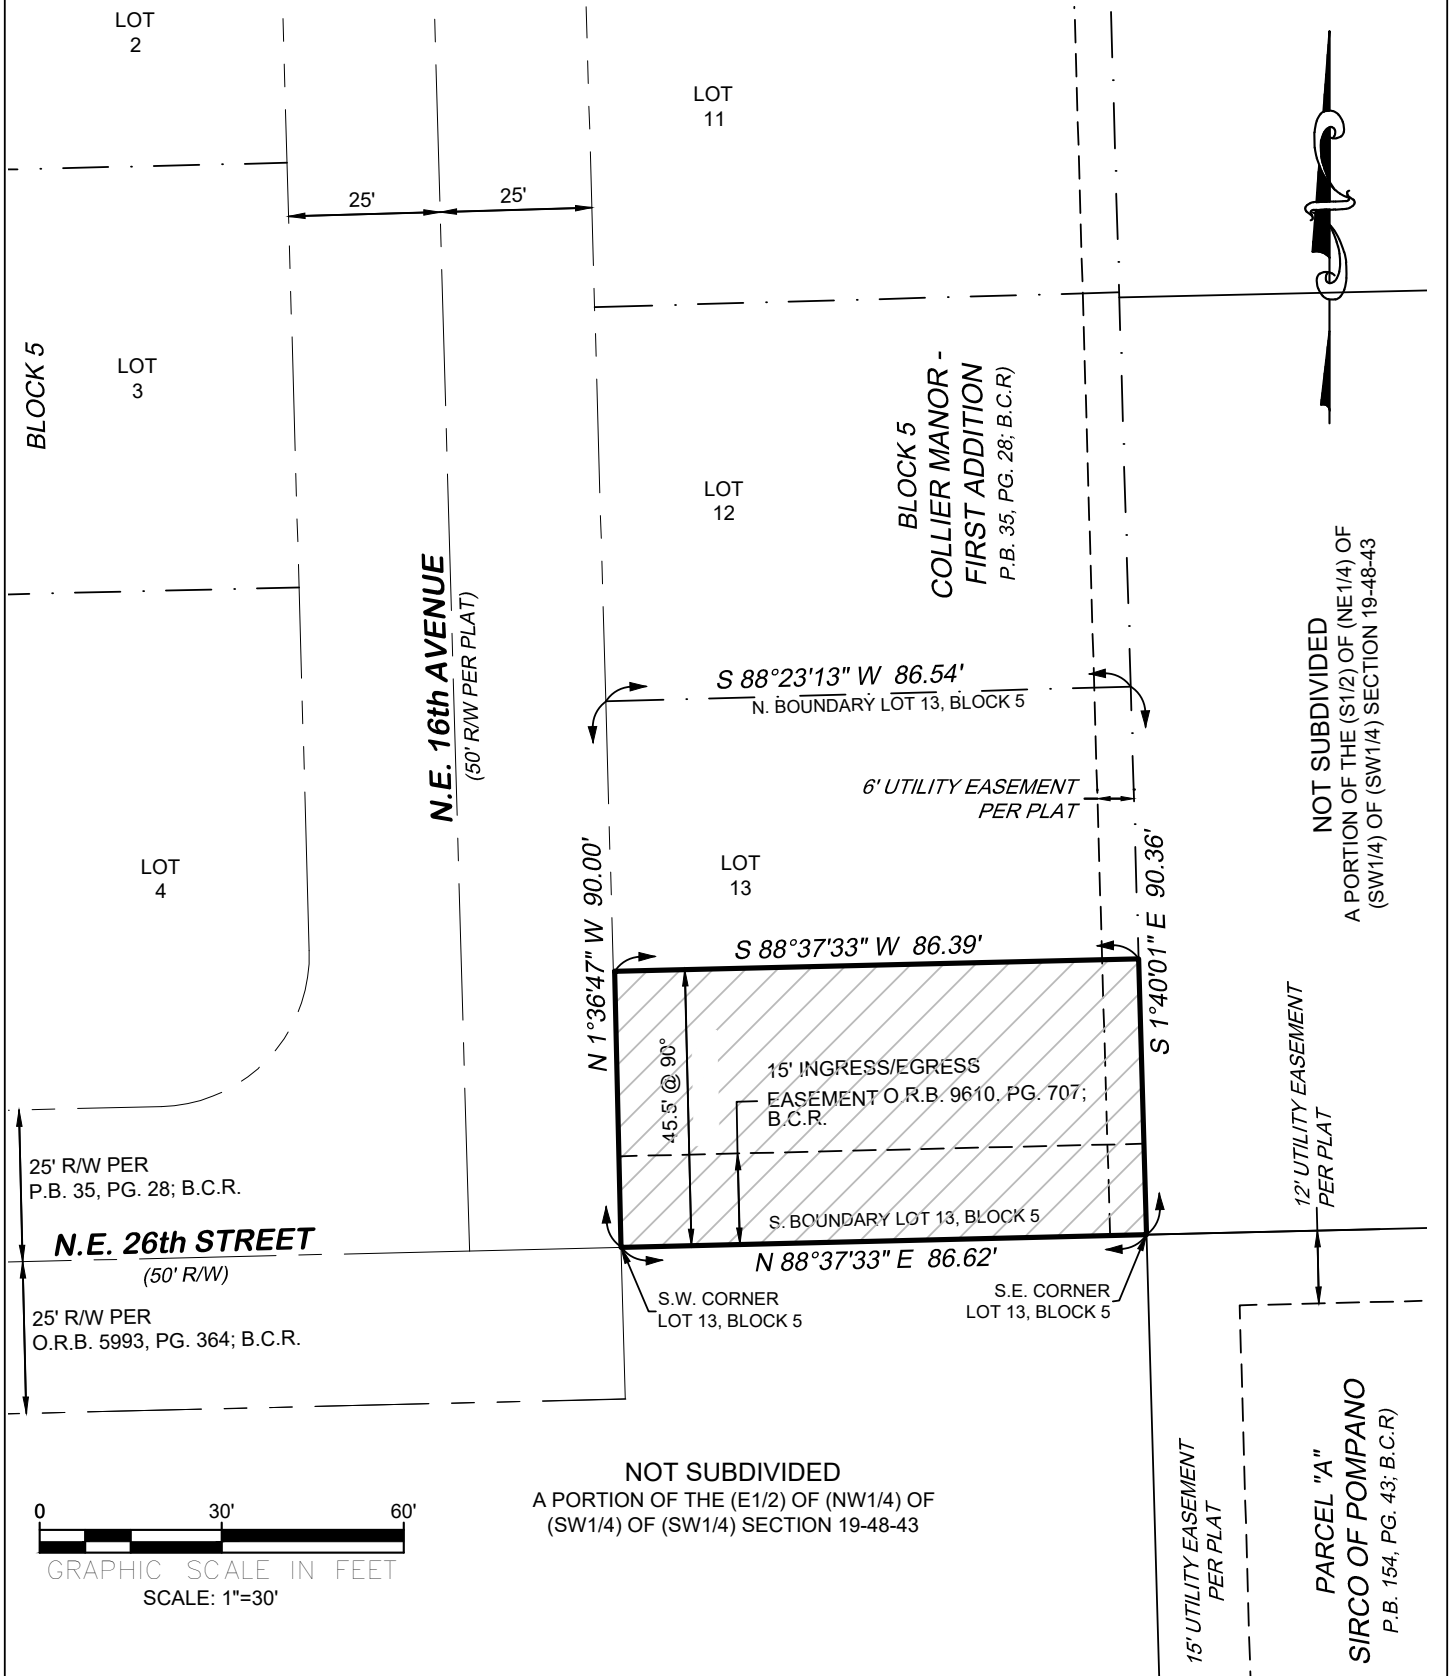 LOT
2
LOT
11
25'
25'
BLOCK 5
LOT
3
LOT
12
BLOCK 5
COLLIER MANOR -
FIRST ADDITION
P.B. 35, PG. 28; B.C.R)
N.E. 16th AVENUE
(50' R/W PER PLAT)
NOT SUBDIVIDED
A PORTION OF THE (S1/2) OF (NE1/4) OF
(SW1/4) OF (SW1/4) SECTION 19-48-43
S 88°23'13" W 86.54'
N. BOUNDARY LOT 13, BLOCK 5
6' UTILITY EASEMENT
PER PLAT
LOT
4
LOT
13
N 1°36'47" W 90.00'
S 1°40'01" E 90.36'
S 88°37'33" W 86.39'
45.5' @ 90°
15' INGRESS/EGRESS
EASEMENT O.R.B. 9610, PG. 707;
B.C.R.
12' UTILITY EASEMENT
PER PLAT
25' R/W PER
P.B. 35, PG. 28; B.C.R.
S. BOUNDARY LOT 13, BLOCK 5
N.E. 26th STREET
(50' R/W)
N 88°37'33" E 86.62'
S.W. CORNER
LOT 13, BLOCK 5
S.E. CORNER
LOT 13, BLOCK 5
25' R/W PER
O.R.B. 5993, PG. 364; B.C.R.
NOT SUBDIVIDED
A PORTION OF THE (E1/2) OF (NW1/4) OF
(SW1/4) OF (SW1/4) SECTION 19-48-43
15' UTILITY EASEMENT
PER PLAT
PARCEL "A"
SIRCO OF POMPANO
P.B. 154, PG. 43; B.C.R)
0 30' 60'
GRAPHIC SCALE IN FEET
SCALE: 1"=30'